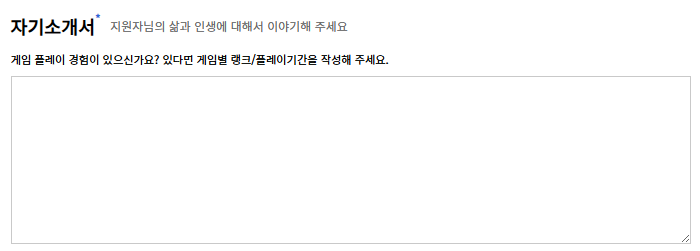 자기소개서* 지원자님의 삶과 인생에 대해서 이야기해 주세요
게임 플레이 경험이 있으신가요? 있다면 게임별 랭크/플레이기간을 작성해 주세요.